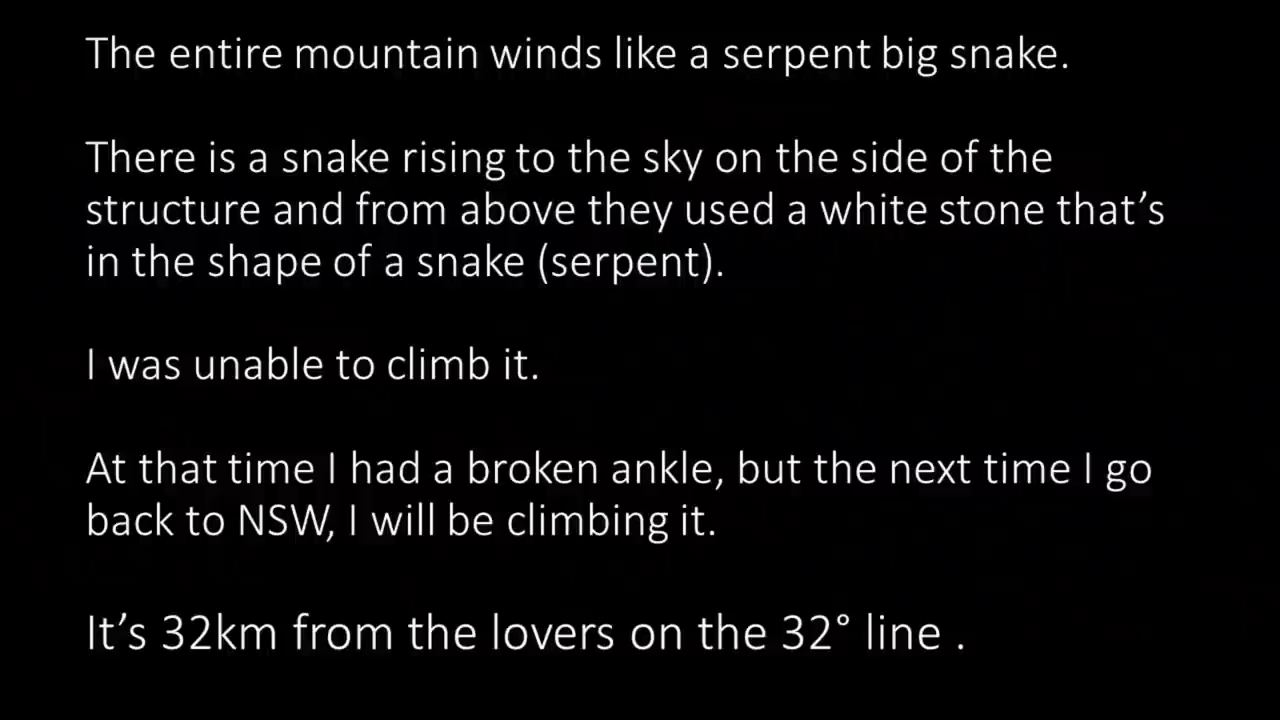 The entire mountain winds like a serpent big snake.
There is a snake rising to the sky on the side of the
structure and from above they used a white stone that’s
in the shape of a snake (serpent).
I was unable to climb it.
At that time I had a broken ankle, but the next time I go
back to NSW, I will be climbing it.
It’s 32km from the lovers on the 32° line .